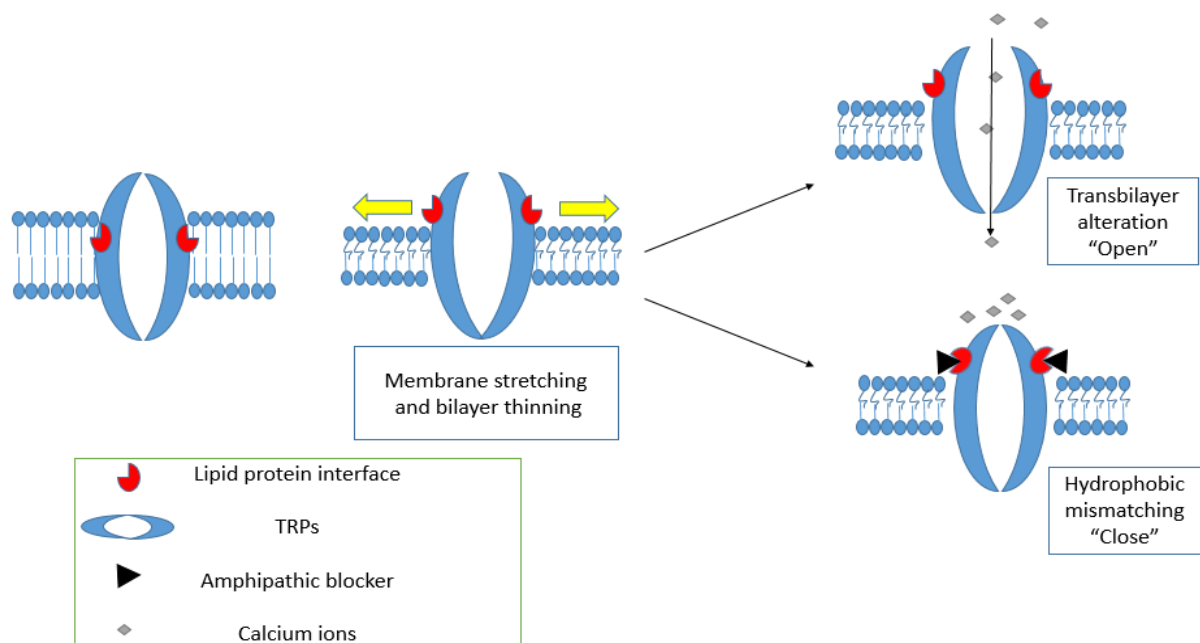 Transbilayer
alteration
“Open”
Membrane stretching
and bilayer thinning
Hydrophobic
mismatching
“Close”
Lipid protein interface
TRPs
Amphipathic blocker
Calcium ions